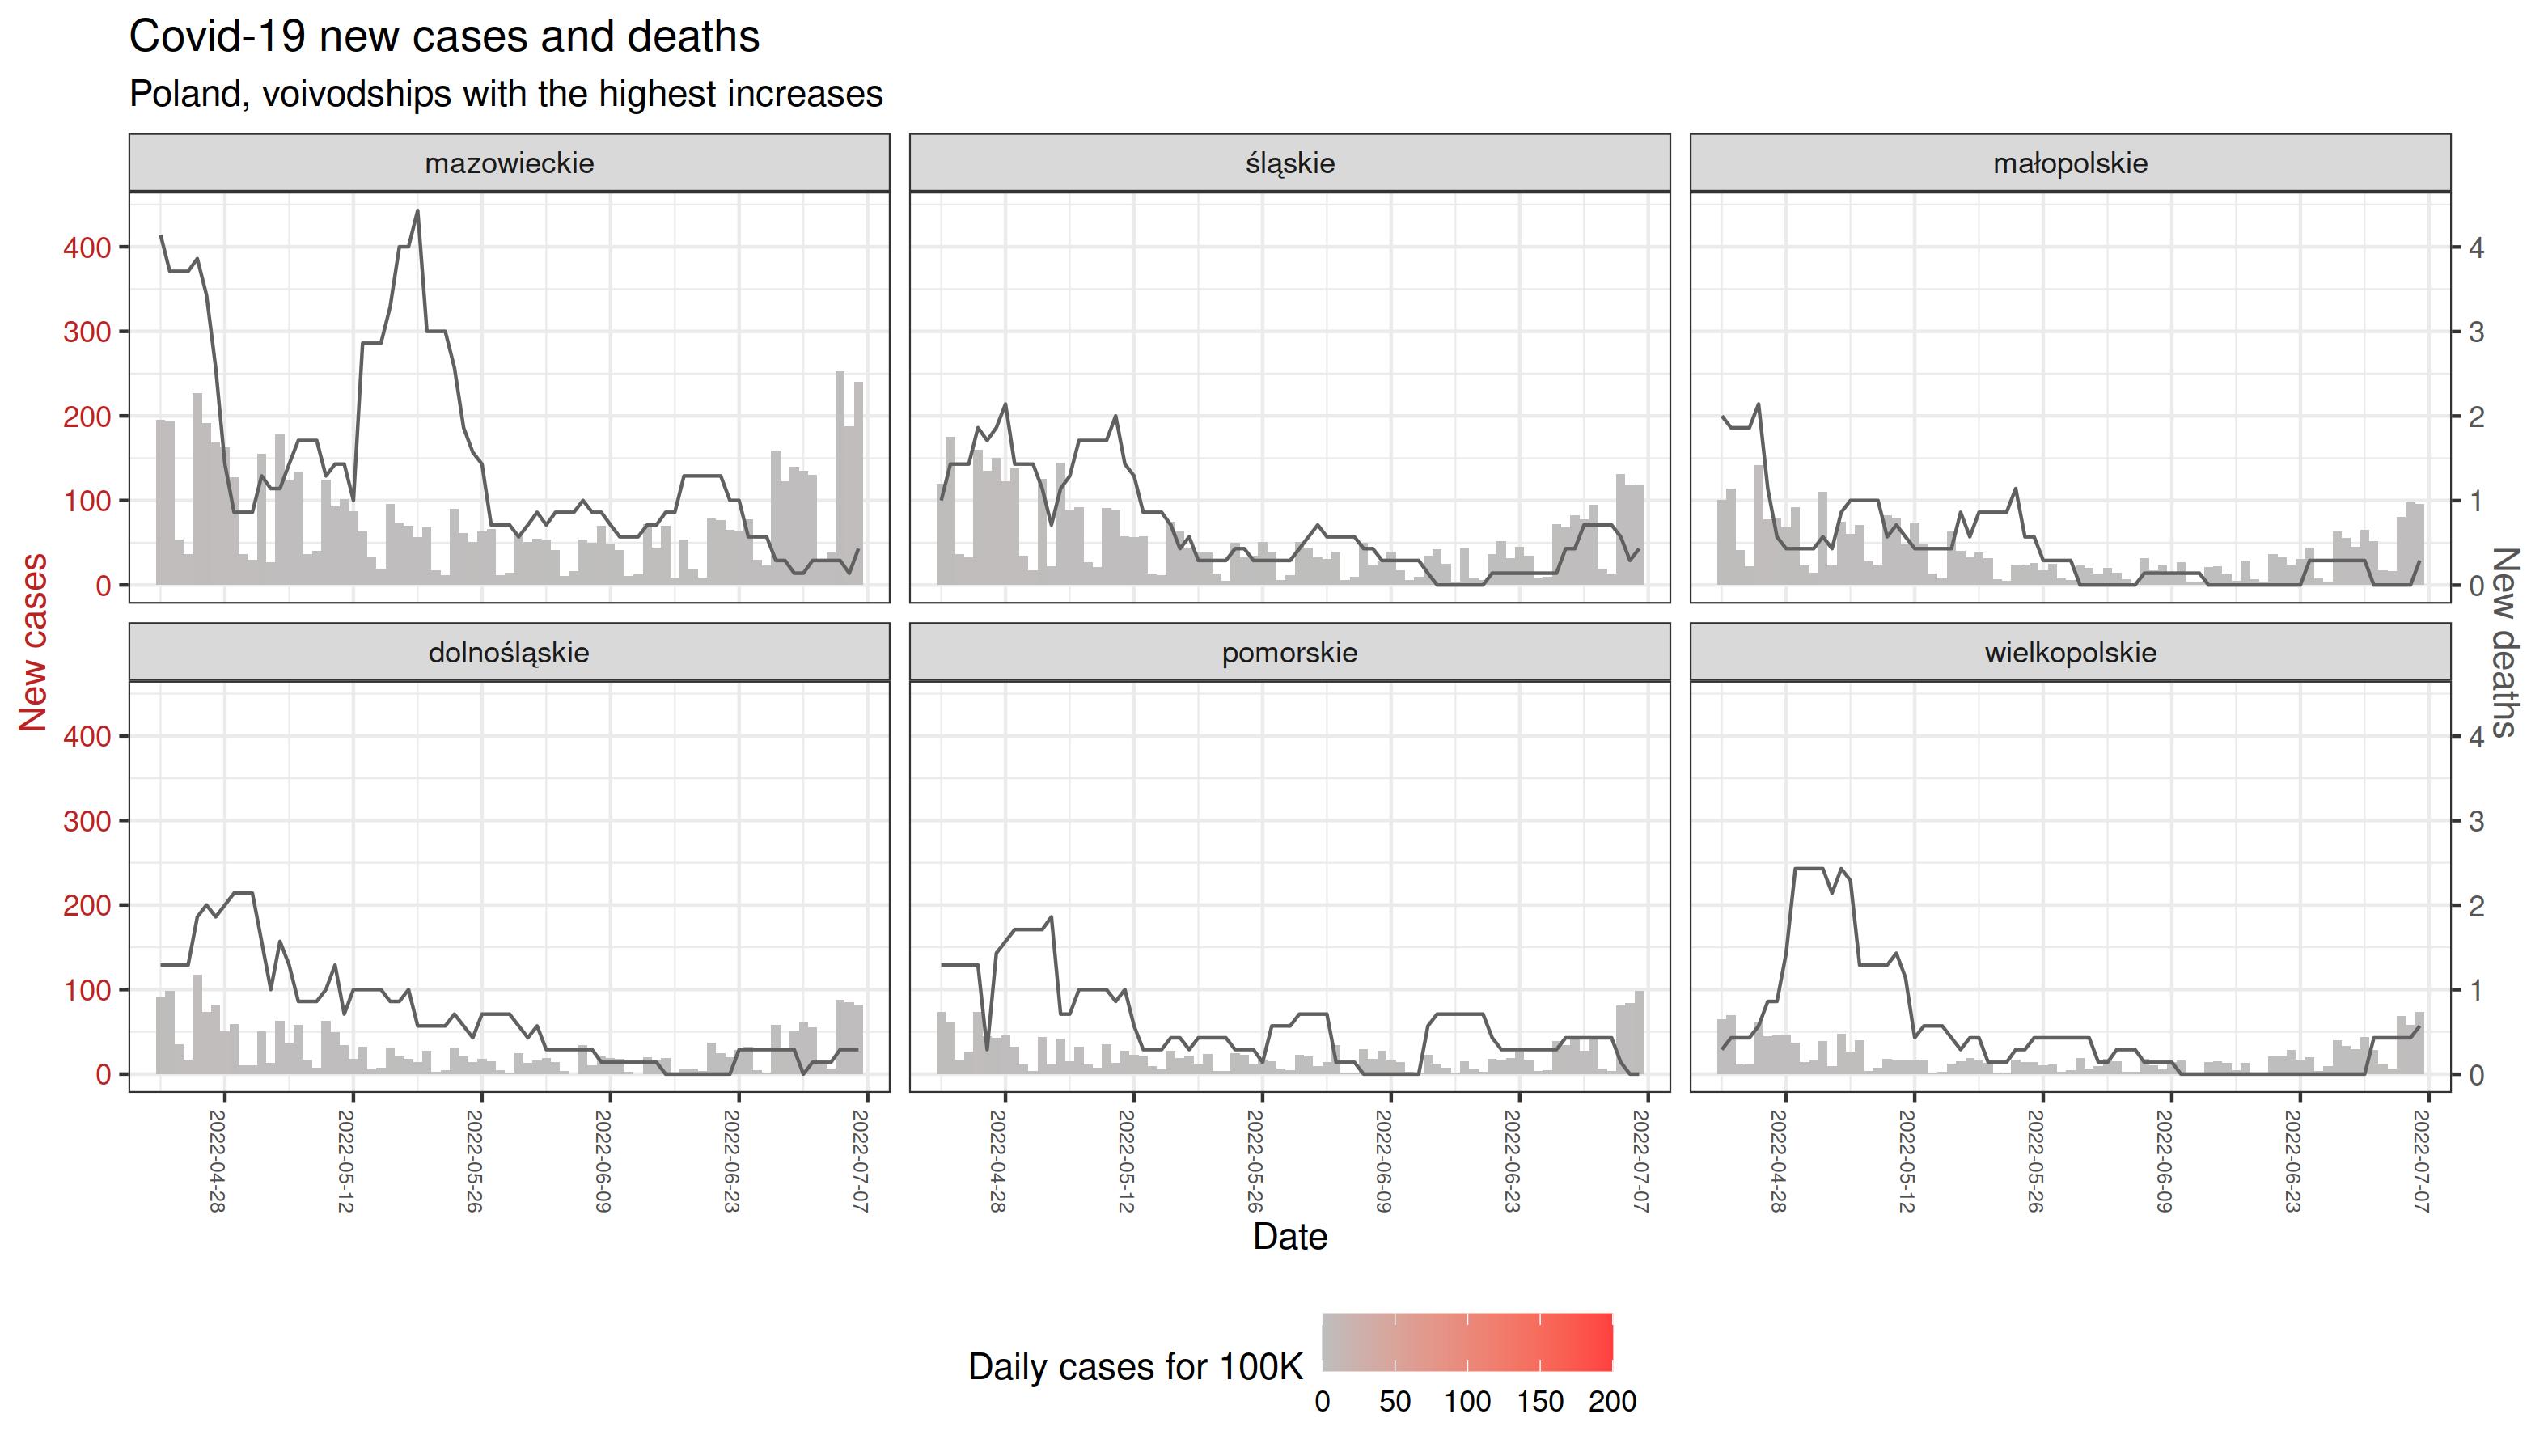 Covid-19 new cases and deaths
Poland, voivodships with the highest increases
mazowieckie
śląskie
małopolskie
400
300
200
100
0
4
3
2
1
0
New cases
New deaths
dolnośląskie
pomorskie
wielkopolskie
400
300
200
100
0
4
3
2
1
0
2022-04-28
2022-05-12
2022-05-26
2022-06-09
2022-06-23
2022-07-07
2022-04-28
2022-05-12
2022-05-26
2022-06-09
2022-06-23
2022-07-07
2022-04-28
2022-05-12
2022-05-26
2022-06-09
2022-06-23
2022-07-07
Date
Daily cases for 100K
0 50 100 150 200